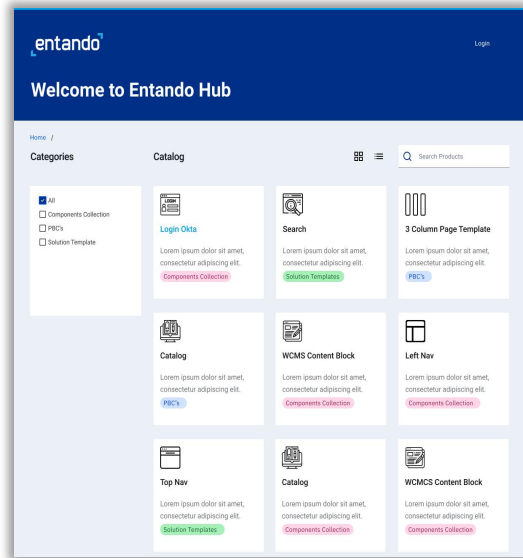 entando
Login
Welcome to Entando Hub
Home /
Categories
Catalog
Search Products
All
Components Collection
PBC's
Solution Template
LOGIN
Login Okta
Lorem ipsum dolor sit amet,
consectetur adipiscing elit.
Components Collection
Search
Lorem ipsum dolor sit amet,
consectetur adipiscing elit.
Solution Templates
3 Column Page Template
Lorem ipsum dolor sit amet,
consectetur adipiscing elit.
PBC's
Catalog
Lorem ipsum dolor sit amet,
consectetur adipiscing elit.
PBC's
WCMS Content Block
Lorem ipsum dolor sit amet,
consectetur adipiscing elit.
Components Collection
Left Nav
Lorem ipsum dolor sit amet,
consectetur adipiscing elit.
Components Collection
Top Nav
Lorem ipsum dolor sit amet,
consectetur adipiscing elit.
Solution Templates
Catalog
Lorem ipsum dolor sit amet,
consectetur adipiscing elit.
Components Collection
WCMCS Content Block
Lorem ipsum dolor sit amet,
consectetur adipiscing elit.
Components Collection